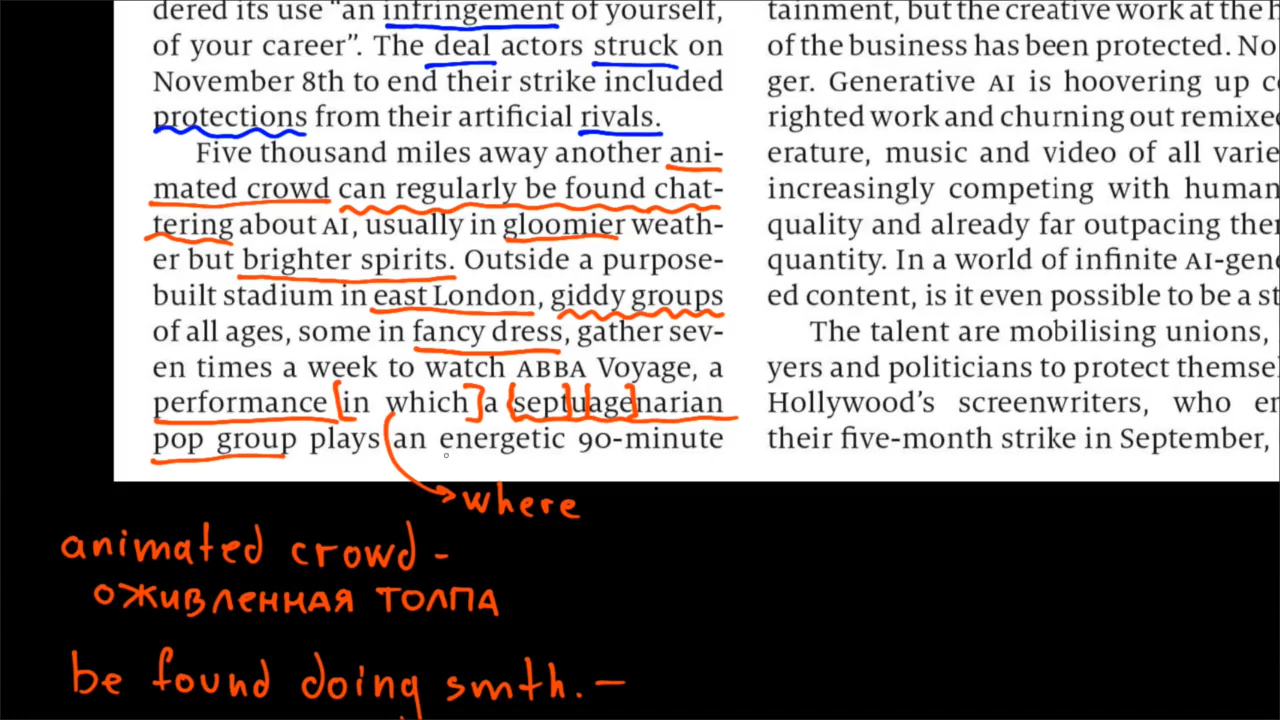 dered its use “an infringement of yourself,
of your career”. The deal actors struck on
November 8th to end their strike included
protections from their artificial rivals.
Five thousand miles away another ani-
mated crowd can regularly be found chat-
tering about AI, usually in gloomier weath-
er but brighter spirits. Outside a purpose-
built stadium in east London, giddy groups
of all ages, some in fancy dress, gather sev-
en times a week to watch ABBA Voyage, a
performance [in which] a [sept][u][age]narian
pop group plays an energetic 90-minute
tainment, but the creative work at the h
of the business has been protected. No
ger. Generative AI is hoovering up c
righted work and churning out remixe
erature, music and video of all varie
increasingly competing with human
quality and already far outpacing the
quantity. In a world of infinite AI-gen
ed content, is it even possible to be a st
The talent are mobilising unions,
yers and politicians to protect themse
Hollywood’s screenwriters, who en
their five-month strike in September,
where
animated crowd -
оживленная толпа
be found doing smth. –